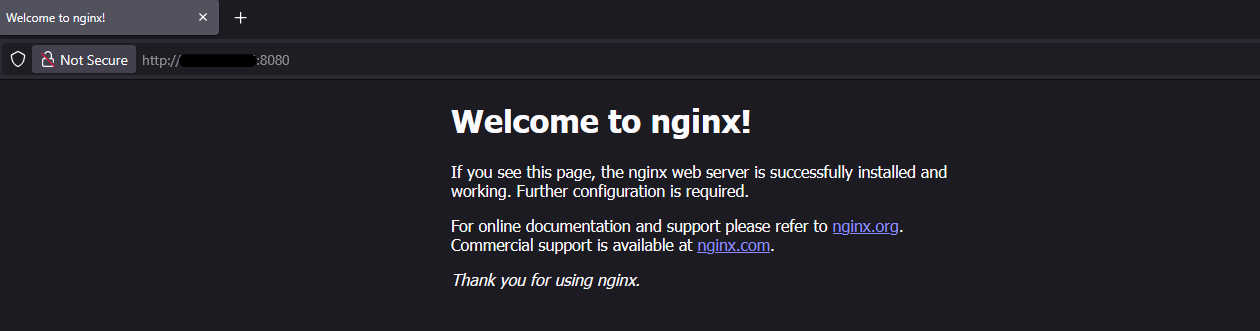 Welcome to nginx!
Not Secure http:// :8080
Welcome to nginx!
If you see this page, the nginx web server is successfully installed and
working. Further configuration is required.
For online documentation and support please refer to nginx.org.
Commercial support is available at nginx.com.
Thank you for using nginx.